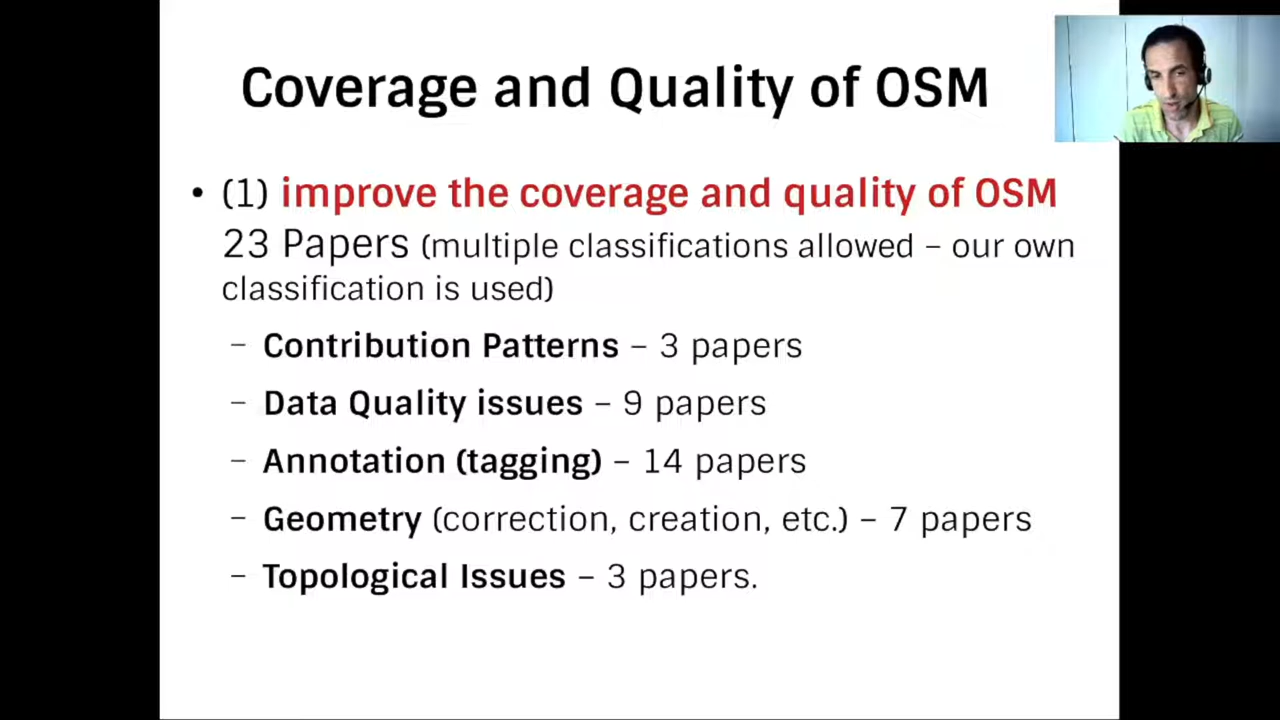 Coverage and Quality of OSM
• (1) improve the coverage and quality of OSM
23 Papers (multiple classifications allowed – our own
classification is used)
– Contribution Patterns – 3 papers
– Data Quality issues – 9 papers
– Annotation (tagging) – 14 papers
– Geometry (correction, creation, etc.) – 7 papers
– Topological Issues – 3 papers.